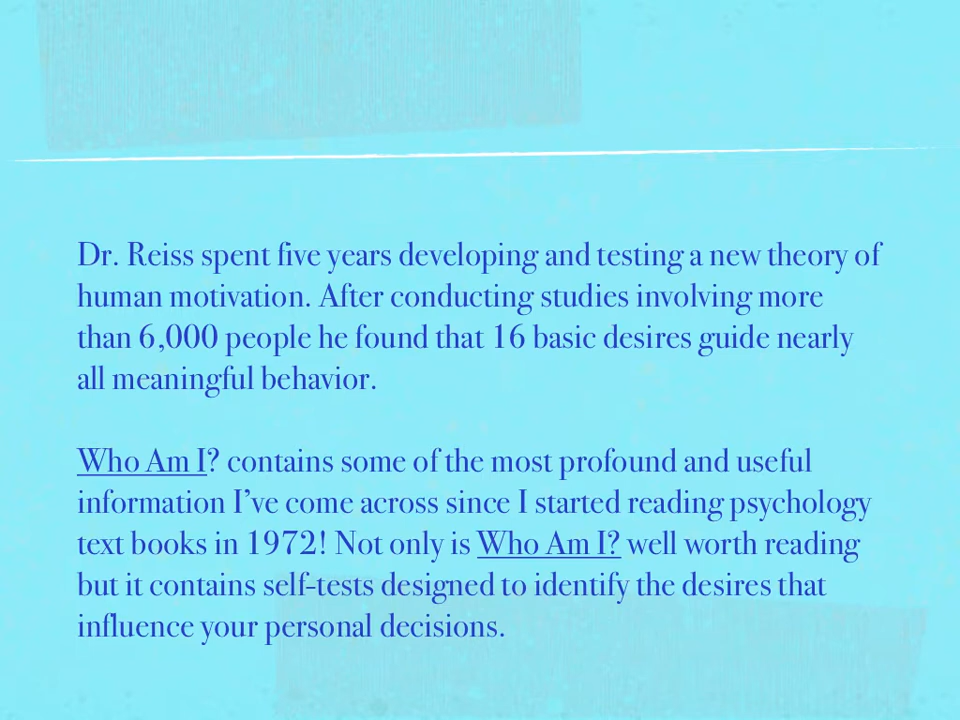 Dr. Reiss spent five years developing and testing a new theory of
human motivation. After conducting studies involving more
than 6,000 people he found that 16 basic desires guide nearly
all meaningful behavior.
Who Am I? contains some of the most profound and useful
information I've come across since I started reading psychology
text books in 1972! Not only is Who Am I? well worth reading
but it contains self-tests designed to identify the desires that
influence your personal decisions.